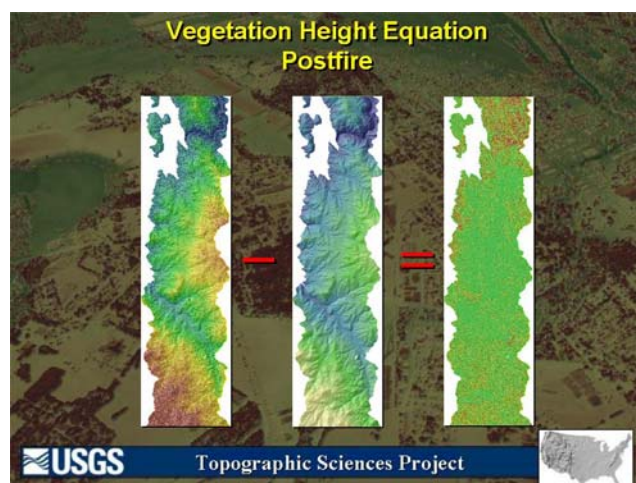 Vegetation Height Equation
Postfire
USGS
Topographic Sciences Project